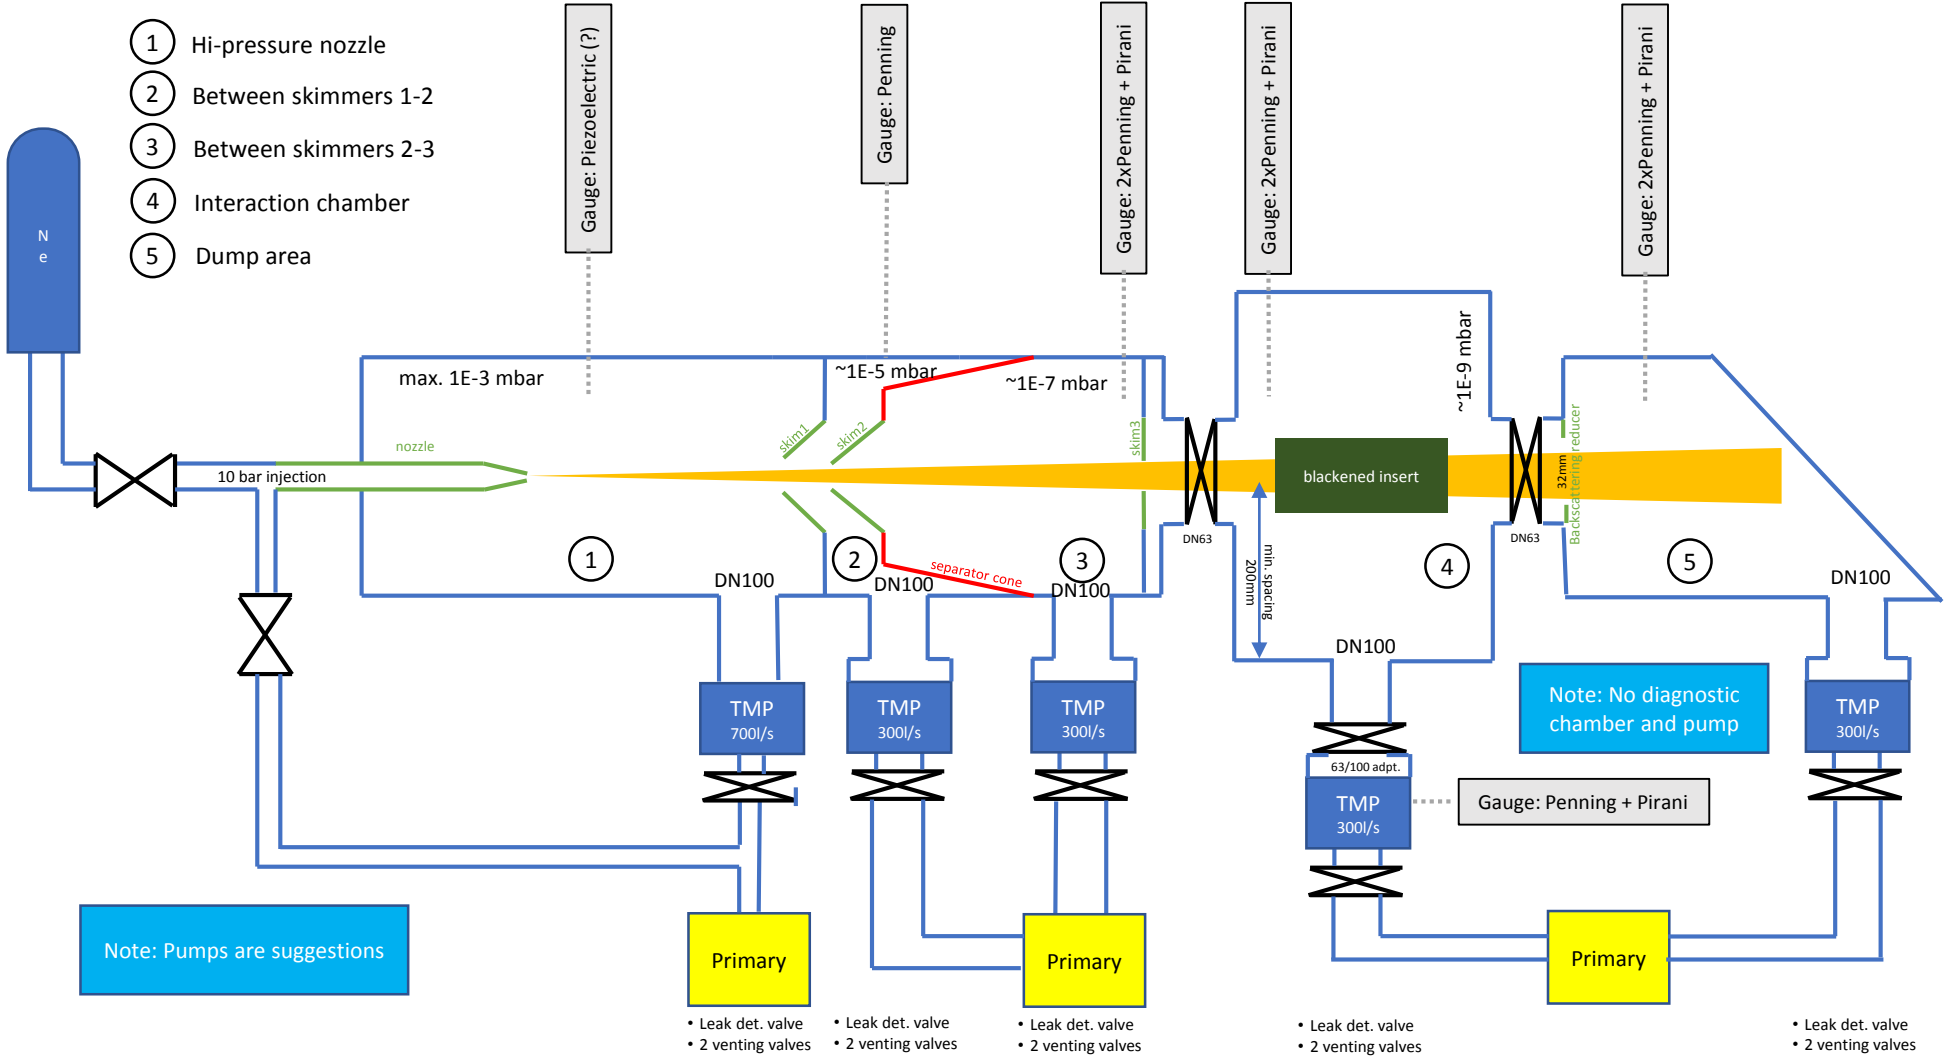 1 Hi-pressure nozzle
2 Between skimmers 1-2
3 Between skimmers 2-3
4 Interaction chamber
5 Dump area
N
e
Gauge: Piezoelectric (?)
Gauge: Penning
Gauge: 2xPenning + Pirani
Gauge: 2xPenning + Pirani
Gauge: 2xPenning + Pirani
max. 1E-3 mbar
~1E-5 mbar
~1E-7 mbar
~1E-9 mbar
nozzle
10 bar injection
skim1
skim2
skim3
blackened insert
32mm
Backscattering reducer
DN63
DN63
min. spacing
200mm
separator cone
1
2
3
4
5
DN100
DN100
DN100
DN100
DN100
TMP
700l/s
TMP
300l/s
TMP
300l/s
63/100 adpt.
TMP
300l/s
TMP
300l/s
Note: No diagnostic
chamber and pump
Gauge: Penning + Pirani
Note: Pumps are suggestions
Primary
Primary
Primary
• Leak det. valve
• 2 venting valves
• Leak det. valve
• 2 venting valves
• Leak det. valve
• 2 venting valves
• Leak det. valve
• 2 venting valves
• Leak det. valve
• 2 venting valves